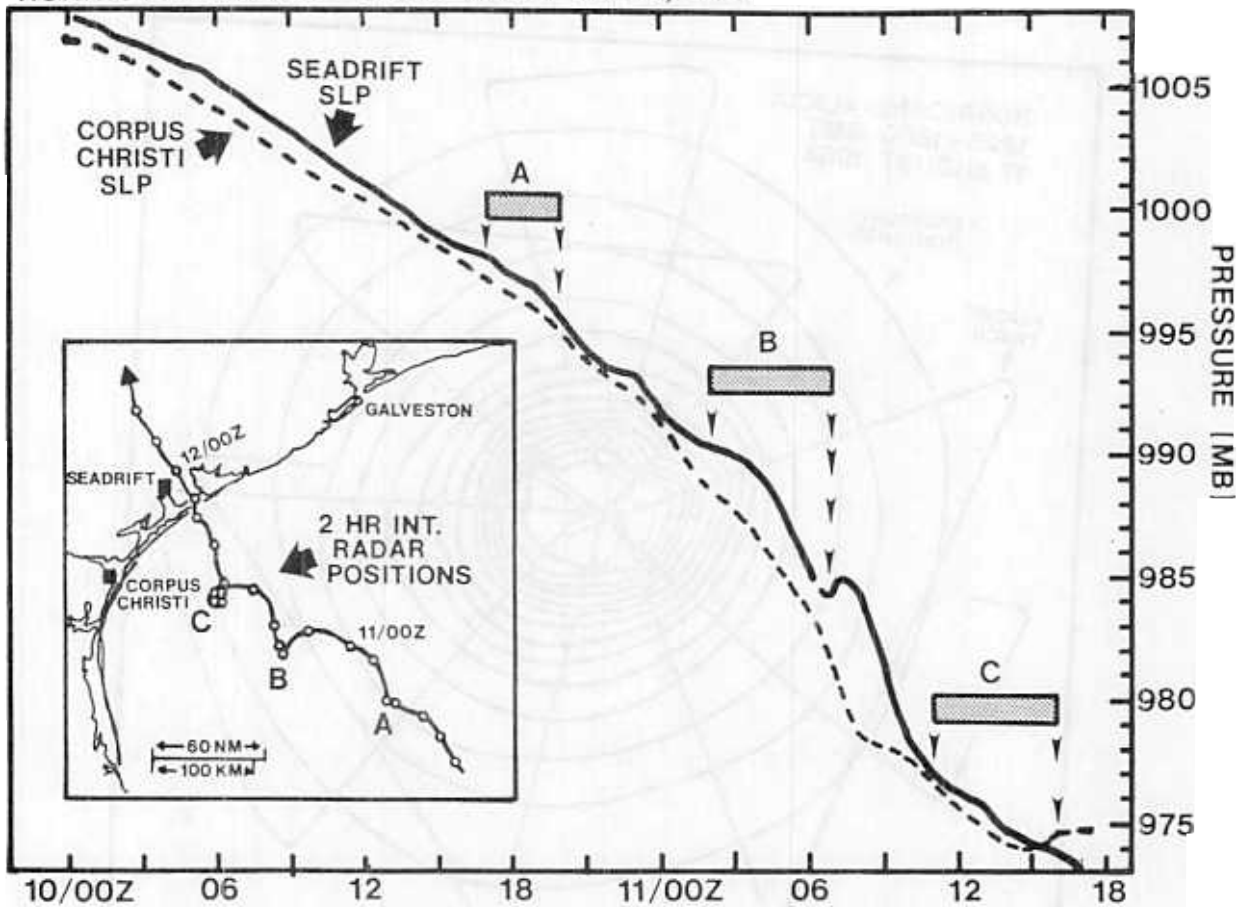 SEADRIFT
SLP
CORPUS
CHRISTI
SLP
A
B
C
1005
1000
995
990
985
980
975
PRESSURE [MB]
GALVESTON
12/00Z
SEADRIFT
2 HR INT.
RADAR
POSITIONS
CORPUS
CHRISTI
C
11/00Z
B
A
60 NM
100 KM
10/00Z 06 12 18 11/00Z 06 12 18